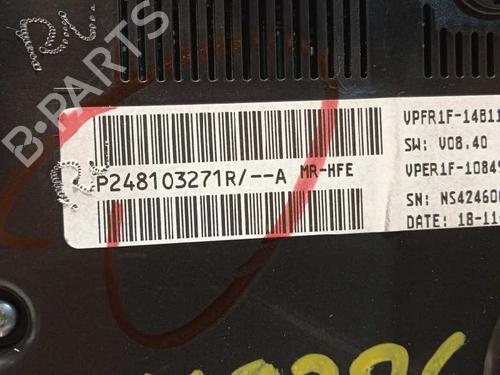 B-PARTS
P248103271R/--A MR-HFE
VPFR1F-14B11
SW: V08.40
VPER1F-10849
SN: NS424600
DATE: 18-11-